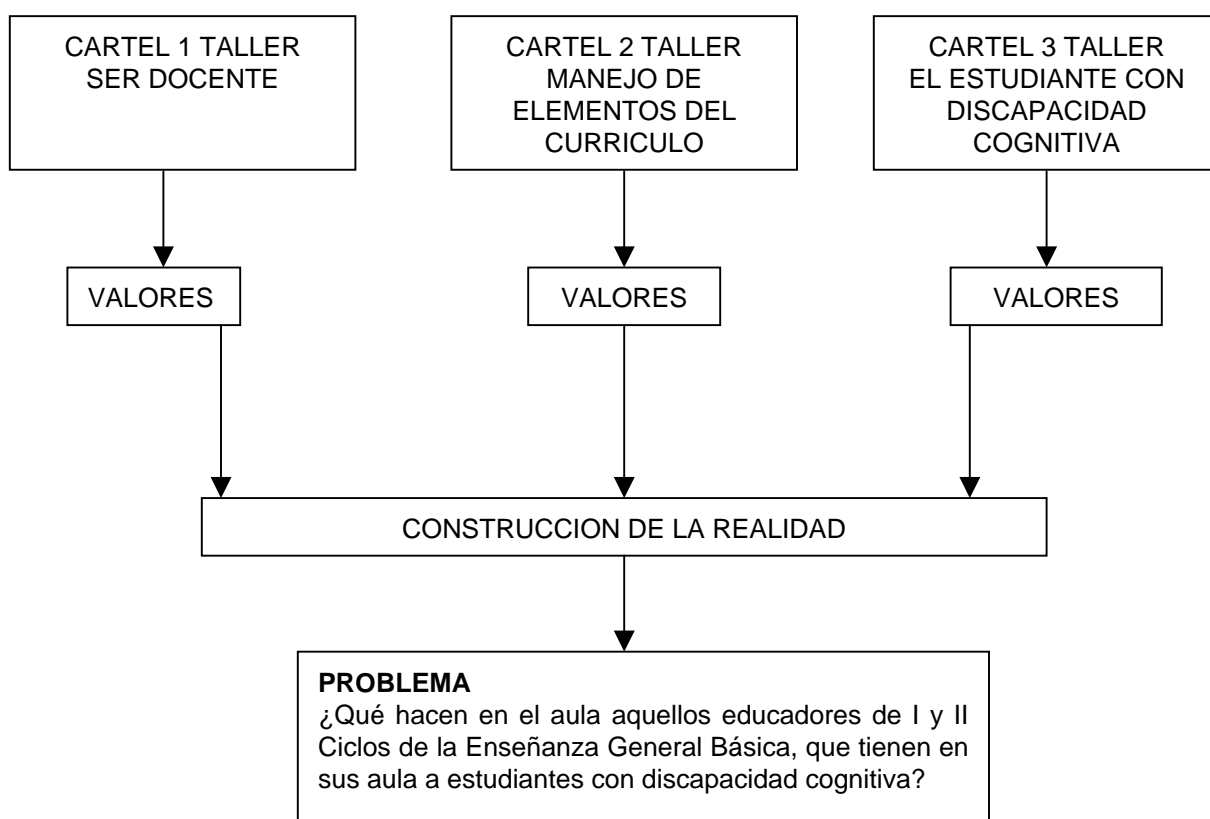 CARTEL 1 TALLER
SER DOCENTE
CARTEL 2 TALLER
MANEJO DE
ELEMENTOS DEL
CURRICULO
CARTEL 3 TALLER
EL ESTUDIANTE CON
DISCAPACIDAD
COGNITIVA
VALORES
VALORES
VALORES
CONSTRUCCION DE LA REALIDAD
PROBLEMA
¿Qué hacen en el aula aquellos educadores de I y II
Ciclos de la Enseñanza General Básica, que tienen en
sus aula a estudiantes con discapacidad cognitiva?